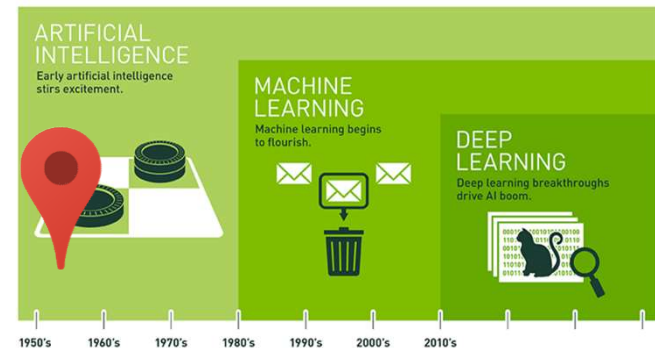 ARTIFICIAL
INTELLIGENCE
Early artificial intelligence
stirs excitement.
MACHINE
LEARNING
Machine learning begins
to flourish.
DEEP
LEARNING
Deep learning breakthroughs
drive AI boom.
1950's 1960's 1970's 1980's 1990's 2000's 2010's